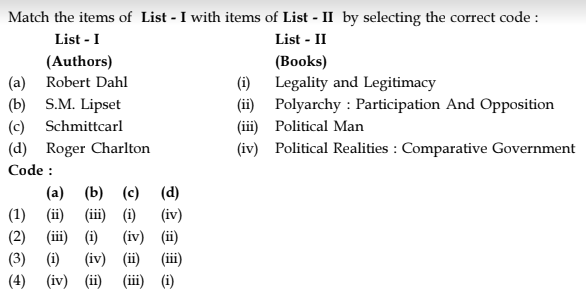 Match the items of List - I with items of List - II by selecting the correct code :
List - I List - II
(Authors) (Books)
(a) Robert Dahl (i) Legality and Legitimacy
(b) S.M. Lipset (ii) Polyarchy : Participation And Opposition
(c) Schmittcarl (iii) Political Man
(d) Roger Charlton (iv) Political Realities : Comparative Government
Code :
(a) (b) (c) (d)
(1) (ii) (iii) (i) (iv)
(2) (iii) (i) (iv) (ii)
(3) (i) (iv) (ii) (iii)
(4) (iv) (ii) (iii) (i)